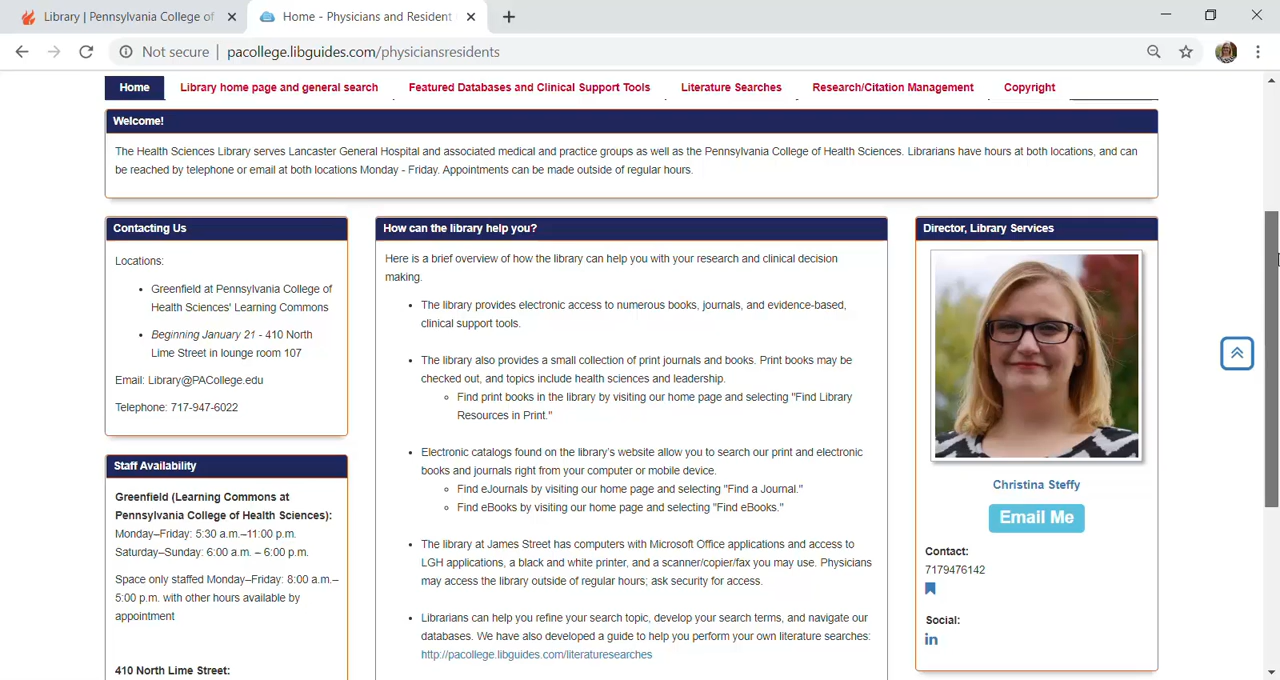 Library | Pennsylvania College of
Home - Physicians and Resident
Not secure | pacollege.libguides.com/physiciansresidents
Home
Library home page and general search
Featured Databases and Clinical Support Tools
Literature Searches
Research/Citation Management
Copyright
Welcome!
The Health Sciences Library serves Lancaster General Hospital and associated medical and practice groups as well as the Pennsylvania College of Health Sciences. Librarians have hours at both locations, and can
be reached by telephone or email at both locations Monday - Friday. Appointments can be made outside of regular hours.
Contacting Us
Locations:
Greenfield at Pennsylvania College of
Health Sciences' Learning Commons
Beginning January 21 - 410 North
Lime Street in lounge room 107
Email: Library@PACollege.edu
Telephone: 717-947-6022
Staff Availability
Greenfield (Learning Commons at
Pennsylvania College of Health Sciences):
Monday–Friday: 5:30 a.m.–11:00 p.m.
Saturday–Sunday: 6:00 a.m. – 6:00 p.m.
Space only staffed Monday–Friday: 8:00 a.m.–
5:00 p.m. with other hours available by
appointment
410 North Lime Street:
How can the library help you?
Here is a brief overview of how the library can help you with your research and clinical decision
making.
The library provides electronic access to numerous books, journals, and evidence-based,
clinical support tools.
The library also provides a small collection of print journals and books. Print books may be
checked out, and topics include health sciences and leadership.
Find print books in the library by visiting our home page and selecting "Find Library
Resources in Print."
Electronic catalogs found on the library's website allow you to search our print and electronic
books and journals right from your computer or mobile device.
Find eJournals by visiting our home page and selecting "Find a Journal."
Find eBooks by visiting our home page and selecting "Find eBooks."
The library at James Street has computers with Microsoft Office applications and access to
LGH applications, a black and white printer, and a scanner/copier/fax you may use. Physicians
may access the library outside of regular hours; ask security for access.
Librarians can help you refine your search topic, develop your search terms, and navigate our
databases. We have also developed a guide to help you perform your own literature searches:
http://pacollege.libguides.com/literaturesearches
Director, Library Services
Christina Steffy
Email Me
Contact:
7179476142
Social:
in